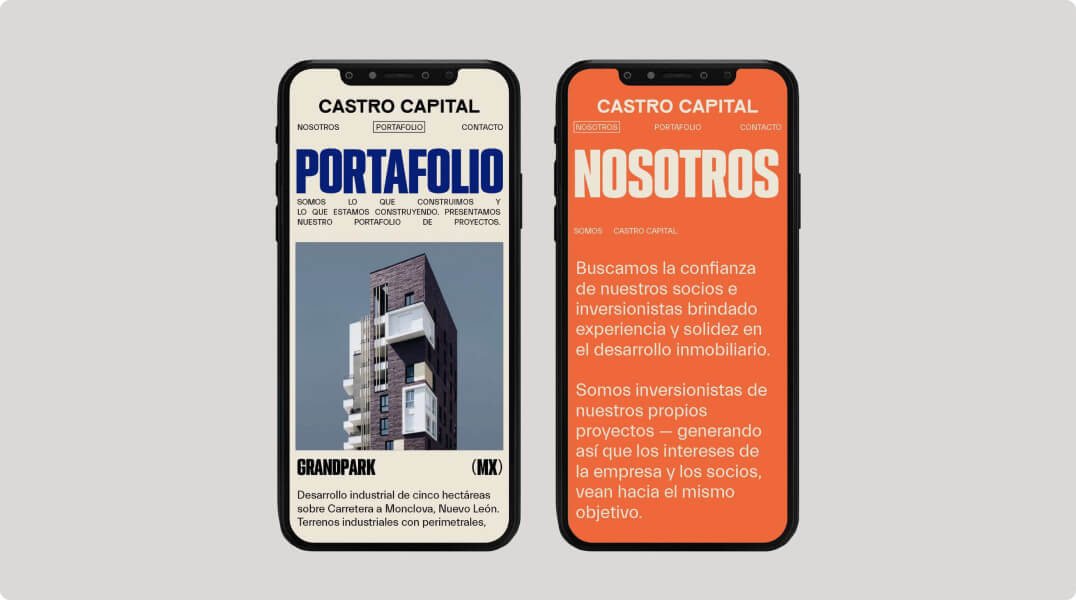 CASTRO CAPITAL
NOSOTROS PORTAFOLIO CONTACTO
PORTAFOLIO
SOMOS LO QUE CONSTRUIMOS Y
LO QUE ESTAMOS CONSTRUYENDO. PRESENTAMOS
NUESTRO PORTAFOLIO DE PROYECTOS.
GRANDPARK (MX)
Desarrollo industrial de cinco hectáreas
sobre Carretera a Monclova, Nuevo León.
Terrenos industriales con perimetrales,
CASTRO CAPITAL
NOSOTROS PORTAFOLIO CONTACTO
NOSOTROS
SOMOS CASTRO CAPITAL
Buscamos la confianza
de nuestros socios e
inversionistas brindado
experiencia y solidez en
el desarrollo inmobiliario.
Somos inversionistas de
nuestros propios
proyectos — generando
así que los intereses de
la empresa y los socios,
vean hacia el mismo
objetivo.